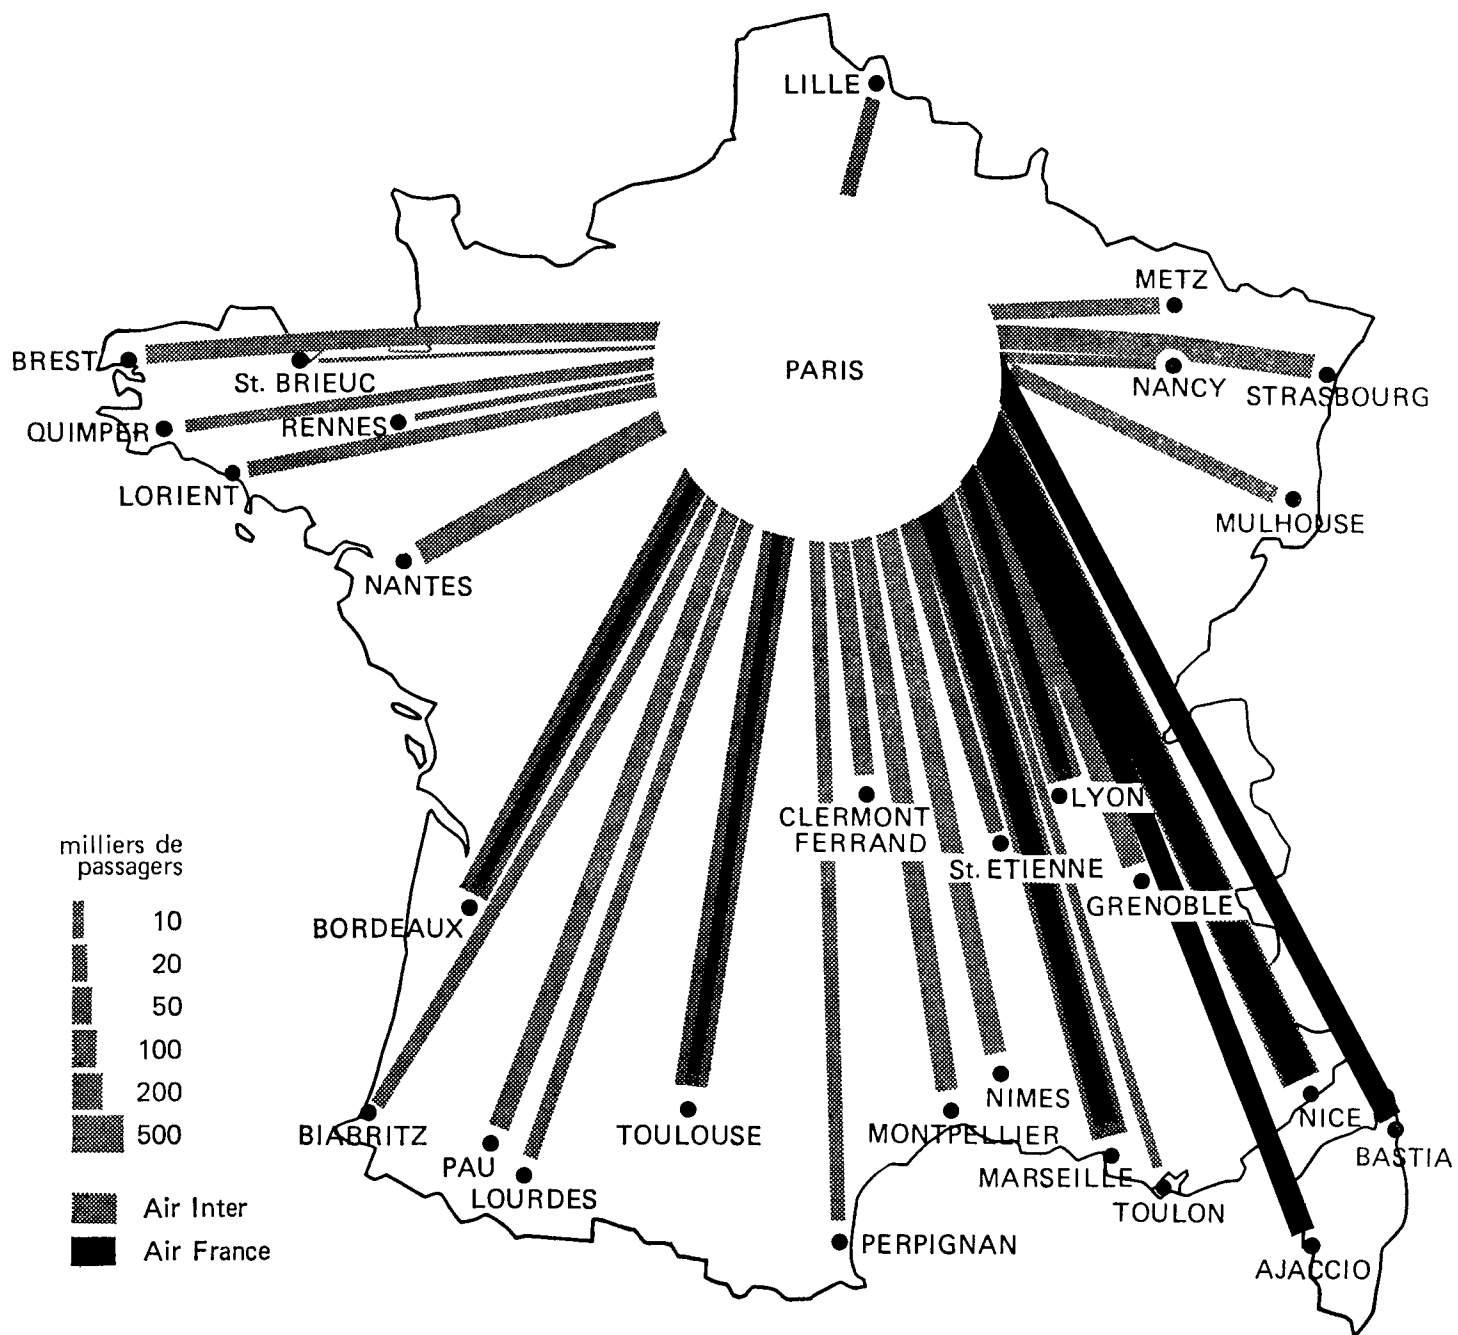 LILLE
METZ
PARIS
BREST
St. BRIEUC
NANCY
STRASBOURG
QUIMPER
RENNES
LORIENT
MULHOUSE
NANTES
CLERMONT
FERRAND
LYON
St. ETIENNE
GRENOBLE
BORDEAUX
milliers de
passagers
10
20
50
100
200
500
Air Inter
Air France
BIARRITZ
PAU
LOURDES
TOULOUSE
MONTPELLIER
NIMES
MARSEILLE
TOULON
NICE
BASTIA
PERPIGNAN
AJACCIO